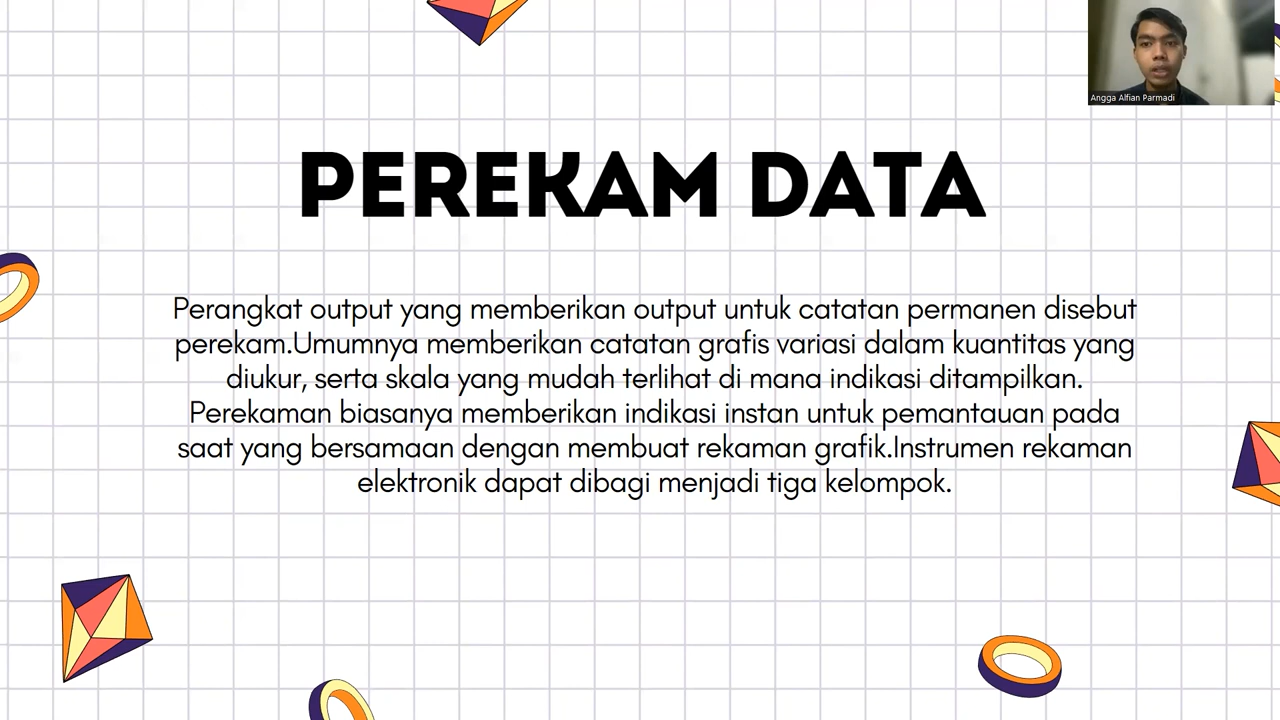 Angga Alfian Parmadi
PEREKAM DATA
Perangkat output yang memberikan output untuk catatan permanen disebut
perekam.Umumnya memberikan catatan grafis variasi dalam kuantitas yang
diukur, serta skala yang mudah terlihat di mana indikasi ditampilkan.
Perekaman biasanya memberikan indikasi instan untuk pemantauan pada
saat yang bersamaan dengan membuat rekaman grafik.Instrumen rekaman
elektronik dapat dibagi menjadi tiga kelompok.